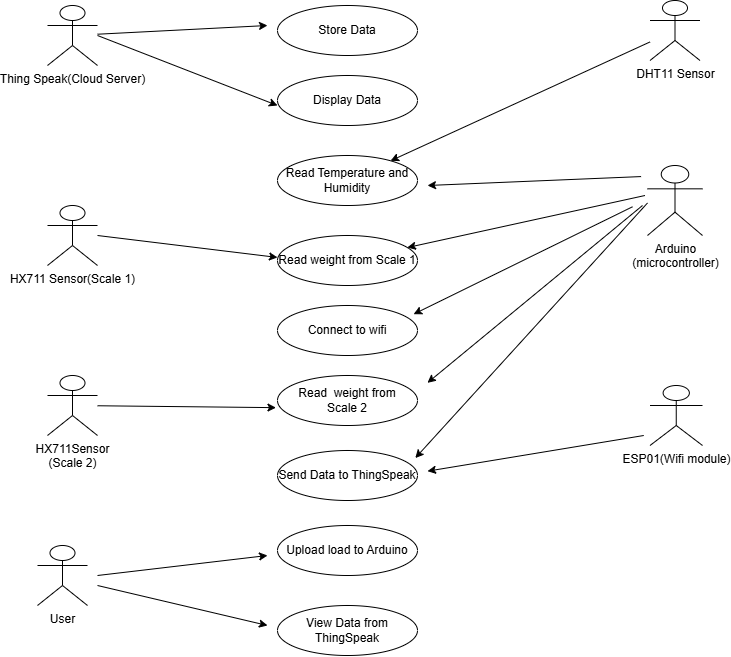 Store Data
Thing Speak(Cloud Server)
DHT11 Sensor
Display Data
Read Temperature and
Humidity
Arduino
(microcontroller)
HX711 Sensor(Scale 1)
Read weight from Scale 1
Connect to wifi
Read  weight from
Scale 2
HX711Sensor
(Scale 2)
ESP01(Wifi module)
Send Data to ThingSpeak
Upload load to Arduino
User
View Data from
ThingSpeak